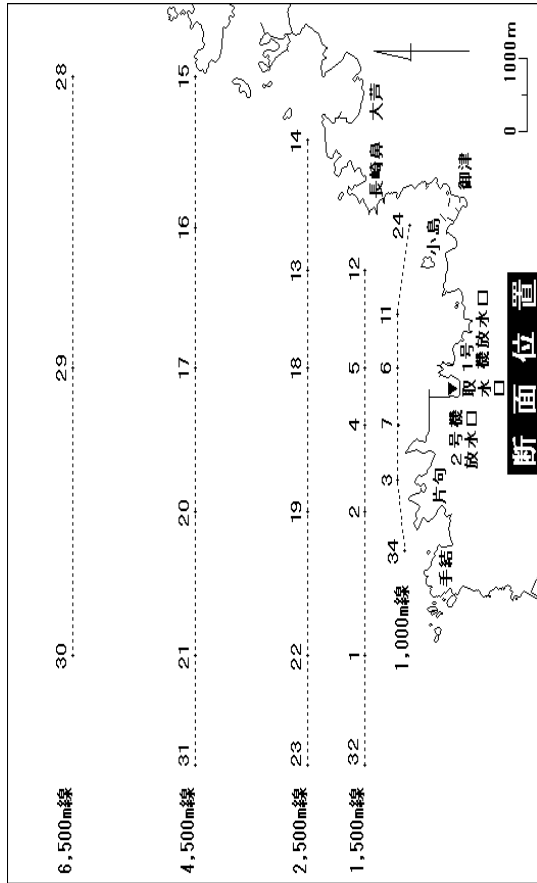 6,500m線 30 29 28
4,500m線 31 21 20 17 16 15
2,500m線 23 22 19 18 13 14
1,500m線 32 1 2 4 5 12
1,000m線 34 3 7 6 11 24
長崎鼻
大芦
手結
片句
2号機
放水口
取水口
1号
機放水口
小島
御津
断面位置
0 1000m